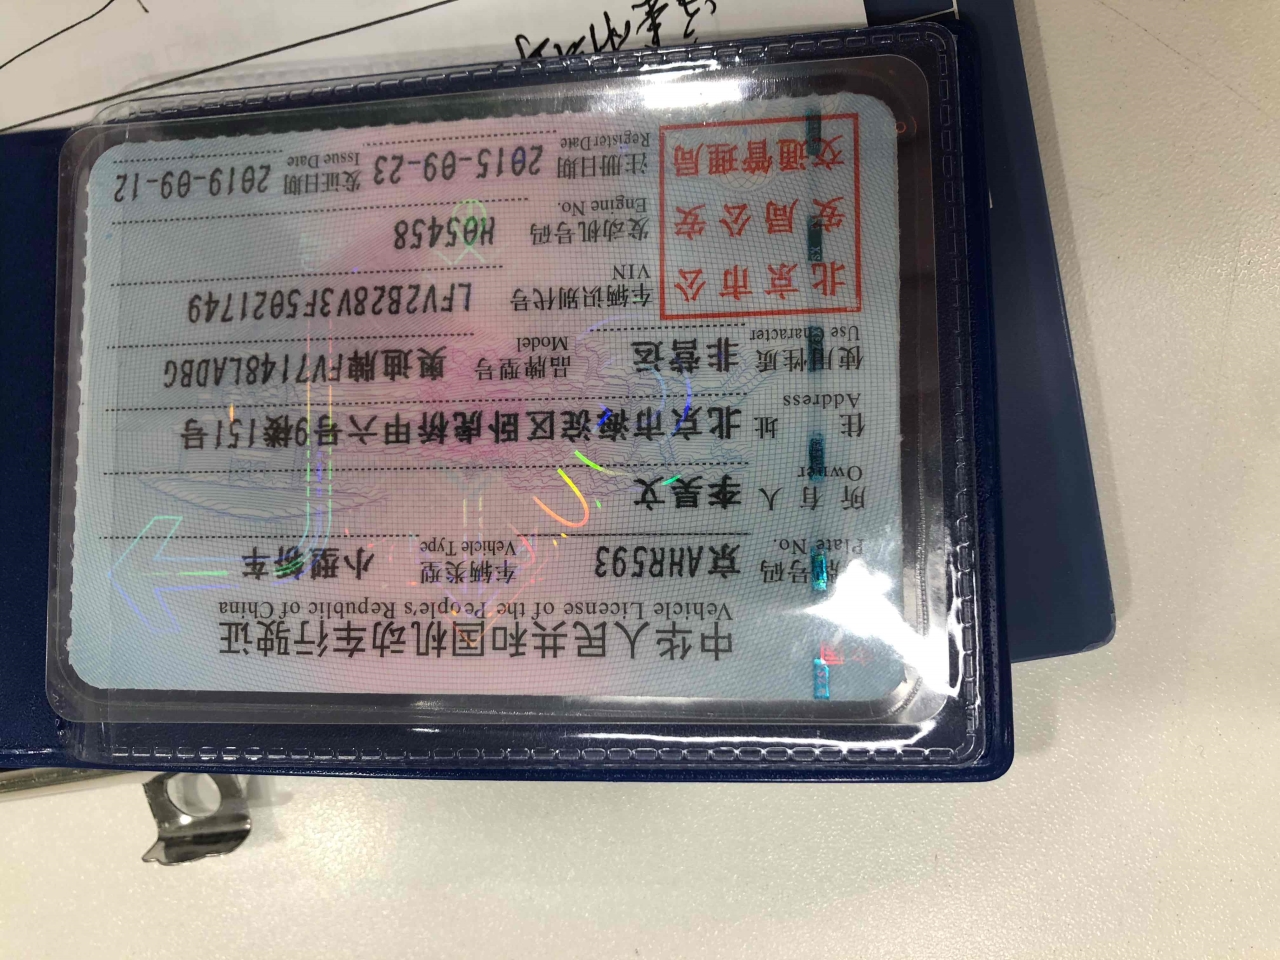 中华人民共和国机动车行驶证
Vehicle License of the People's Republic of China
号牌号码 京AHR593 车辆类型 小型轿车
Plate No. Vehicle Type
所有人 李昊文
Owner
住址 北京市海淀区卧虎桥甲六号9楼151号
Address
使用性质 非营运 品牌型号 奥迪牌FV7148LADBG
Use Character Model
北京市公
安局公安
交通管理局
车辆识别代号 LFV2B28V3F5021749
VIN
发动机号码 H05458
Engine No.
注册日期 2015-09-23 发证日期 2019-09-12
Register Date Issue Date